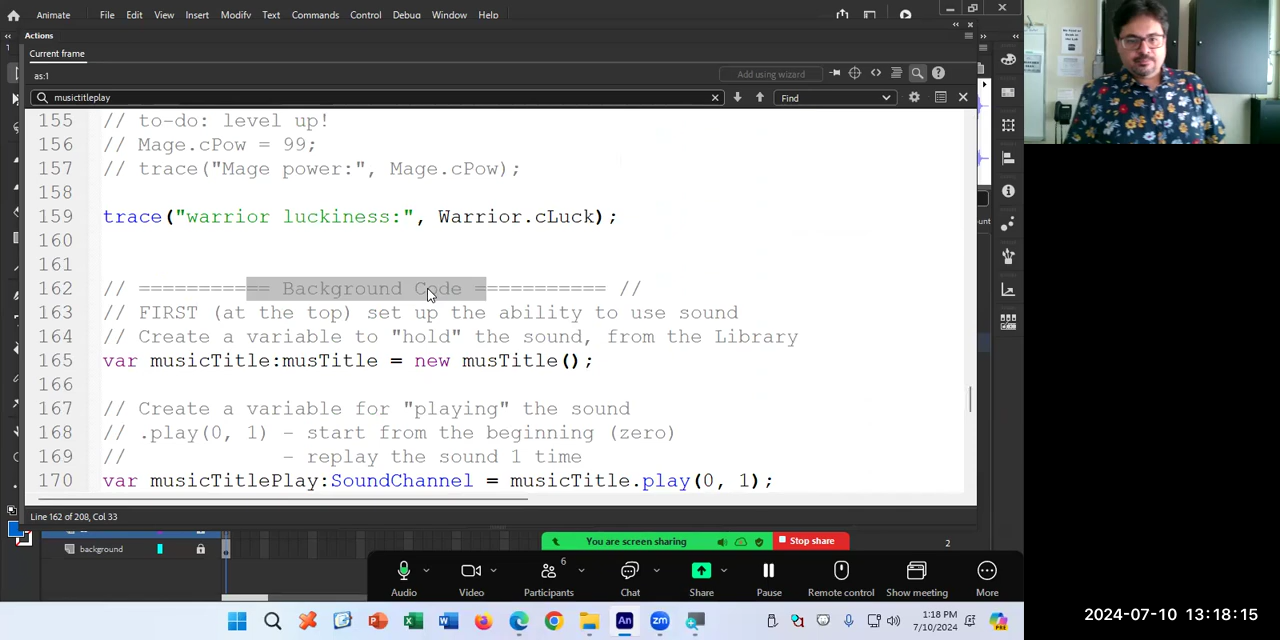 Animate File Edit View Insert Modify Text Commands Control Debug Window Help
Actions
Current frame
as:1
Add using wizard
musictitleplay
Find
155 // to-do: level up!
156 // Mage.cPow = 99;
157 // trace("Mage power:", Mage.cPow);
158
159 trace("warrior luckiness:", Warrior.cLuck);
160
161
162 // =========== Background Code =========== //
163 // FIRST (at the top) set up the ability to use sound
164 // Create a variable to "hold" the sound, from the Library
165 var musicTitle:musTitle = new musTitle();
166
167 // Create a variable for "playing" the sound
168 // .play(0, 1) - start from the beginning (zero)
169 // - replay the sound 1 time
170 var musicTitlePlay:SoundChannel = musicTitle.play(0, 1);
Line 162 of 208, Col 33
background
You are screen sharing
Stop share
2
6
Audio Video Participants Chat Share Pause Remote control Show meeting More
1:18 PM
7/10/2024
2024-07-10 13:18:15